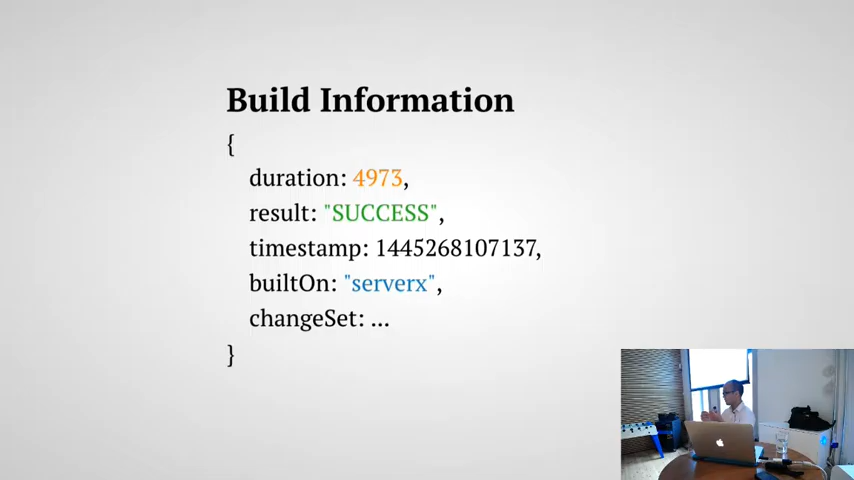 Build Information
{
duration: 4973,
result: "SUCCESS",
timestamp: 1445268107137,
builtOn: "serverx",
changeSet: ...
}